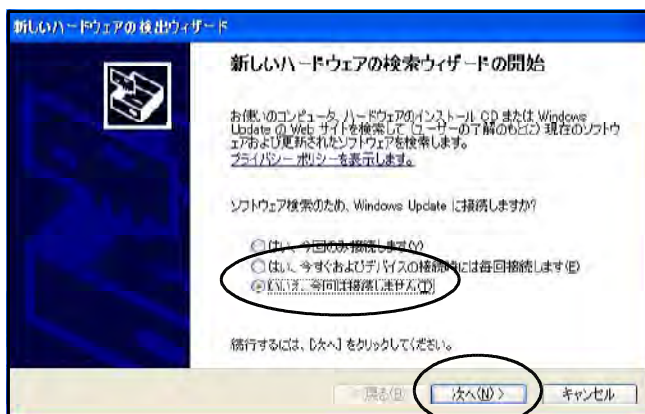 新しいハードウェアの検出ウィザード
新しいハードウェアの検索ウィザードの開始
お使いのコンピュータ、ハードウェアのインストール CD または Windows
Update の Web サイトを検索して (ユーザーの了解のもとに) 現在のソフトウ
ェアおよび更新されたソフトウェアを検索します。
プライバシー ポリシーを表示します。
ソフトウェア検索のため、Windows Update に接続しますか?
はい、今回のみ接続します(Y)
はい、今すぐおよびデバイスの接続時には毎回接続します(E)
いいえ、今回は接続しません(T)
続行するには、[次へ] をクリックしてください。
< 戻る(B)
次へ(N) >
キャンセル